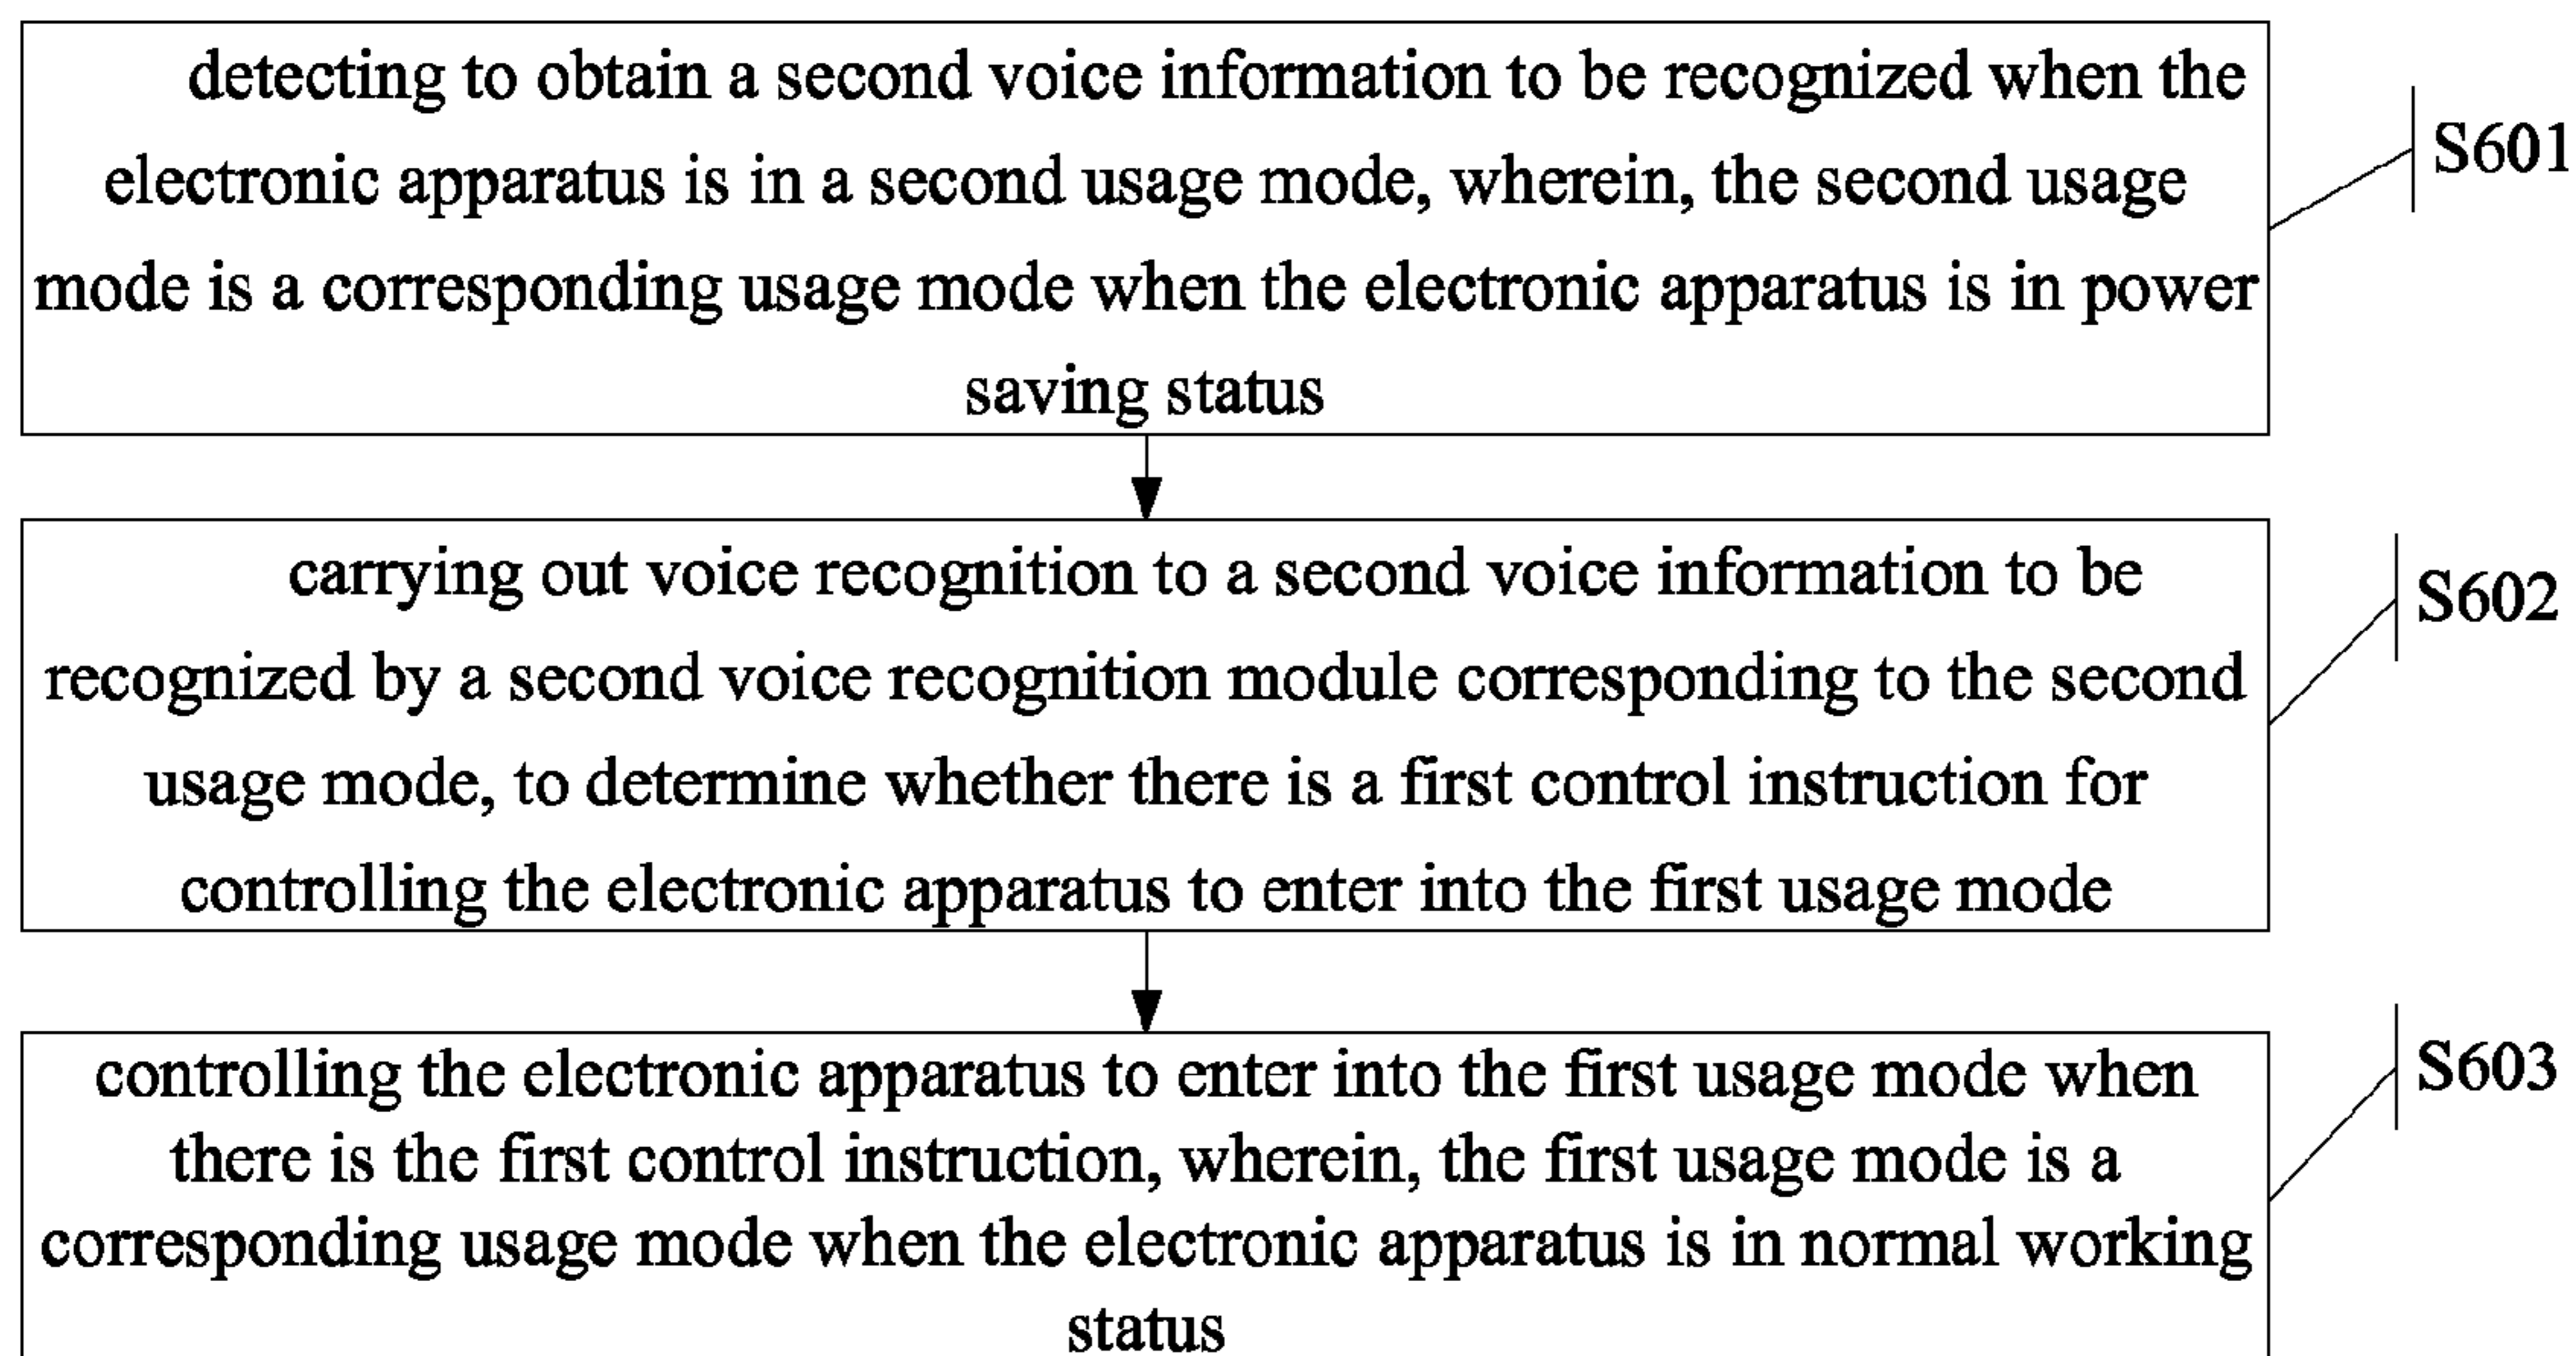 detecting to obtain a second voice information to be recognized when the
electronic apparatus is in a second usage mode, wherein, the second usage
mode is a corresponding usage mode when the electronic apparatus is in power
saving status
S601
carrying out voice recognition to a second voice information to be
recognized by a second voice recognition module corresponding to the second
usage mode, to determine whether there is a first control instruction for
controlling the electronic apparatus to enter into the first usage mode
S602
controlling the electronic apparatus to enter into the first usage mode when
there is the first control instruction, wherein, the first usage mode is a
corresponding usage mode when the electronic apparatus is in normal working
status
S603